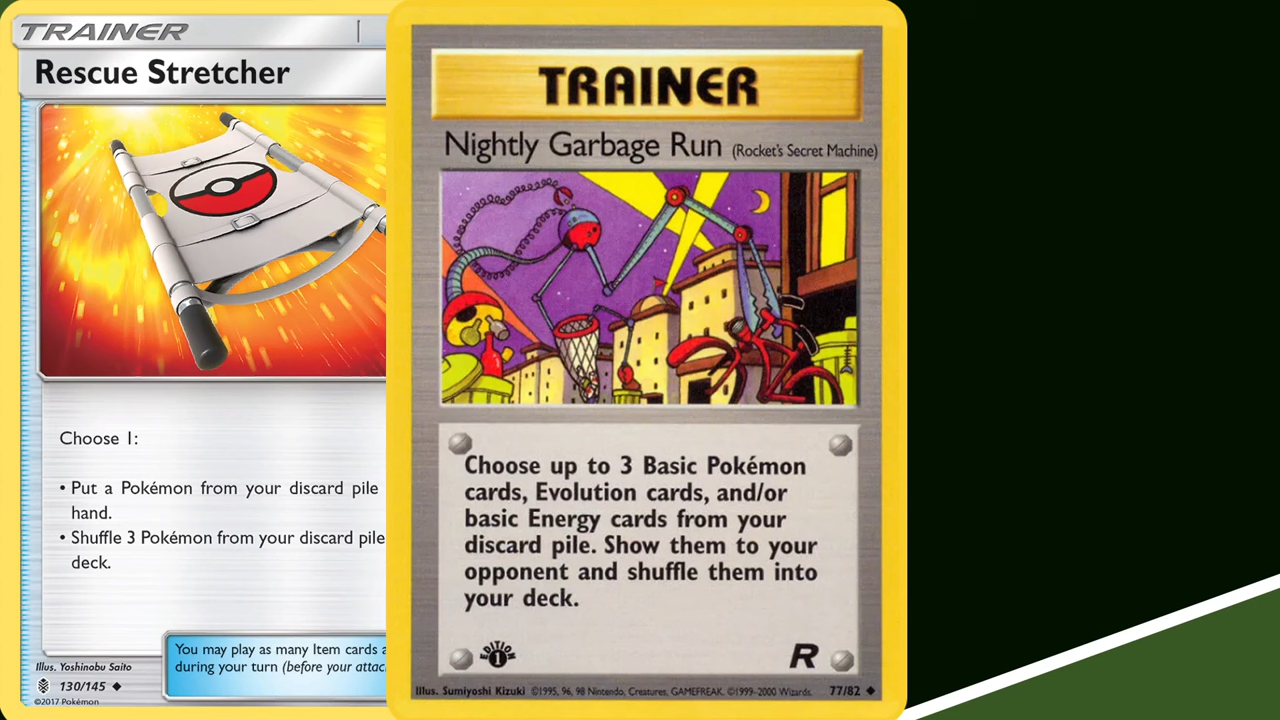 TRAINER
Rescue Stretcher
Choose 1:
• Put a Pokémon from your discard pile
hand.
• Shuffle 3 Pokémon from your discard pile
deck.
You may play as many Item cards a
during your turn (before your attac
Illus. Yoshinobu Saito
130/145 ◆
©2017 Pokémon
TRAINER
Nightly Garbage Run (Rocket's Secret Machine)
Choose up to 3 Basic Pokémon
cards, Evolution cards, and/or
basic Energy cards from your
discard pile. Show them to your
opponent and shuffle them into
your deck.
EDITION
1
R
Illus. Sumiyoshi Kizuki ©1995, 96, 98 Nintendo, Creatures, GAMEFREAK. ©1999-2000 Wizards. 77/82 ◆